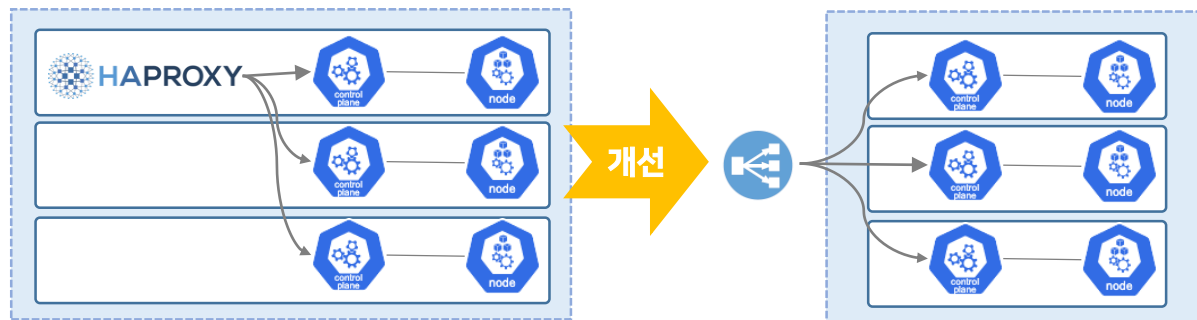 HAPROXY
control
plane
node
control
plane
node
control
plane
node
개선
control
plane
node
control
plane
node
control
plane
node